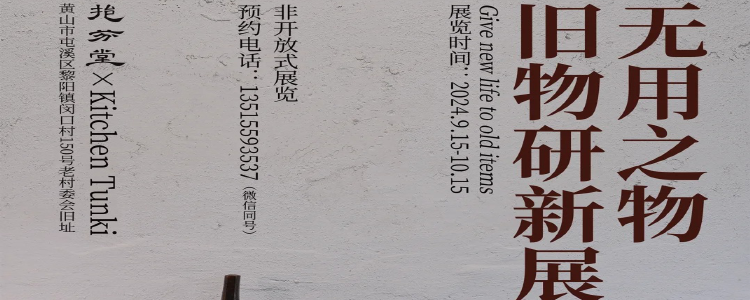 无用之物
旧物研新展
Give new life to old items
展览时间：2024.9.15-10.15
非开放式展览
预约电话：13515593537（微信同号）
抱朴堂×Kitchen Tunki
黄山市屯溪区黎阳镇闵口村150号老村委会旧址